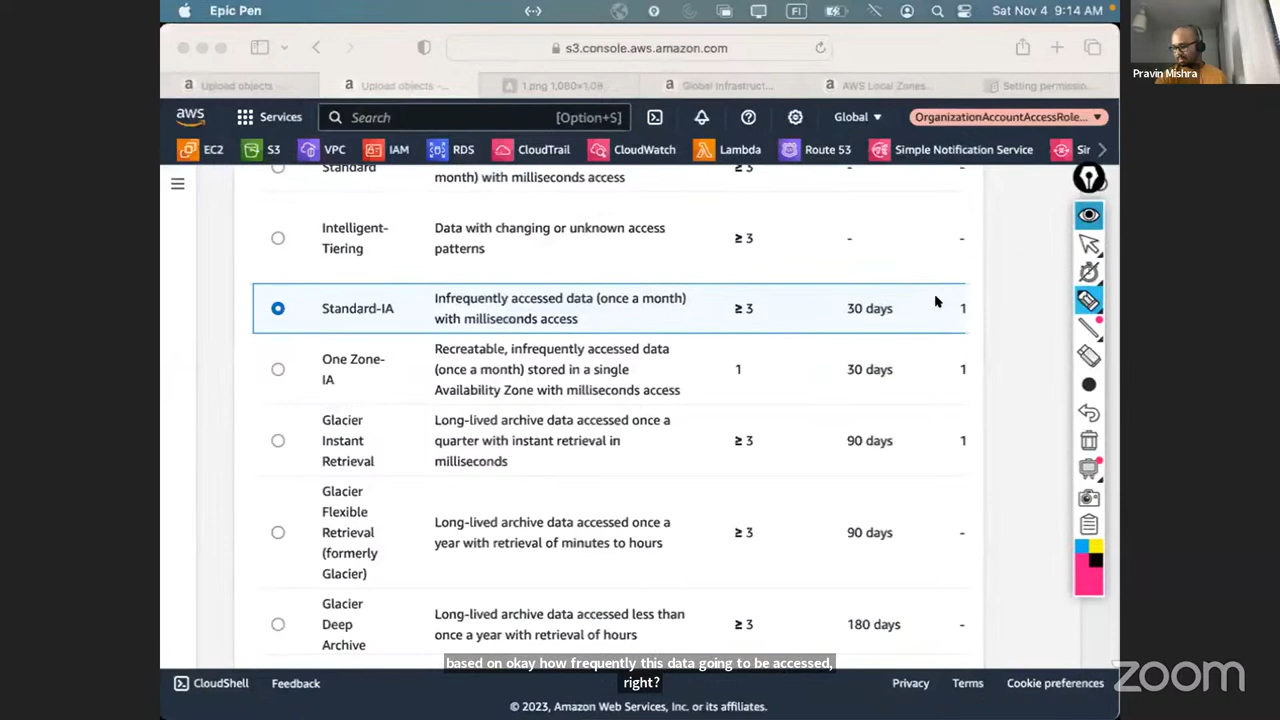 Epic Pen
FI
Sat Nov 4 9:14 AM
Pravin Mishra
s3.console.aws.amazon.com
Upload objects -
Upload objects -...
1.png 1,080×1,08
Global Infrastruct...
AWS Local Zones
Setting permissio...
aws
Services
Search
[Option+S]
Global
OrganizationAccountAccessRole...
EC2
S3
VPC
IAM
RDS
CloudTrail
CloudWatch
Lambda
Route 53
Simple Notification Service
Sir
Standard
month) with milliseconds access
≥ 3
-
-
Intelligent-
Tiering
Data with changing or unknown access
patterns
≥ 3
-
-
Standard-IA
Infrequently accessed data (once a month)
with milliseconds access
≥ 3
30 days
1
One Zone-
IA
Recreatable, infrequently accessed data
(once a month) stored in a single
Availability Zone with milliseconds access
1
30 days
1
Glacier
Instant
Retrieval
Long-lived archive data accessed once a
quarter with instant retrieval in
milliseconds
≥ 3
90 days
1
Glacier
Flexible
Retrieval
(formerly
Glacier)
Long-lived archive data accessed once a
year with retrieval of minutes to hours
≥ 3
90 days
-
Glacier
Deep
Archive
Long-lived archive data accessed less than
once a year with retrieval of hours
≥ 3
180 days
-
based on okay how frequently this data going to be accessed,
right?
CloudShell
Feedback
Privacy
Terms
Cookie preferences
© 2023, Amazon Web Services, Inc. or its affiliates.
zoom